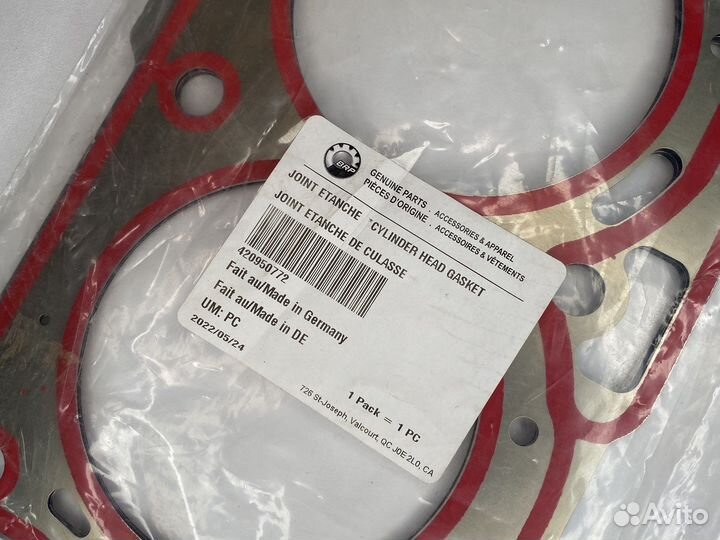 BRP
GENUINE PARTS . ACCESSORIES & APPAREL
PIÈCES D'ORIGINE . ACCESSOIRES & VÊTEMENTS
JOINT ETANCHE CYLINDER HEAD GASKET
JOINT ETANCHE DE CULASSE
420950772
Fait au/Made in Germany
Fait au/Made in DE
UM: PC
2022/05/24
1 Pack = 1 PC
726 St-Joseph, Valcourt, QC J0E 2L0, CA
Avito